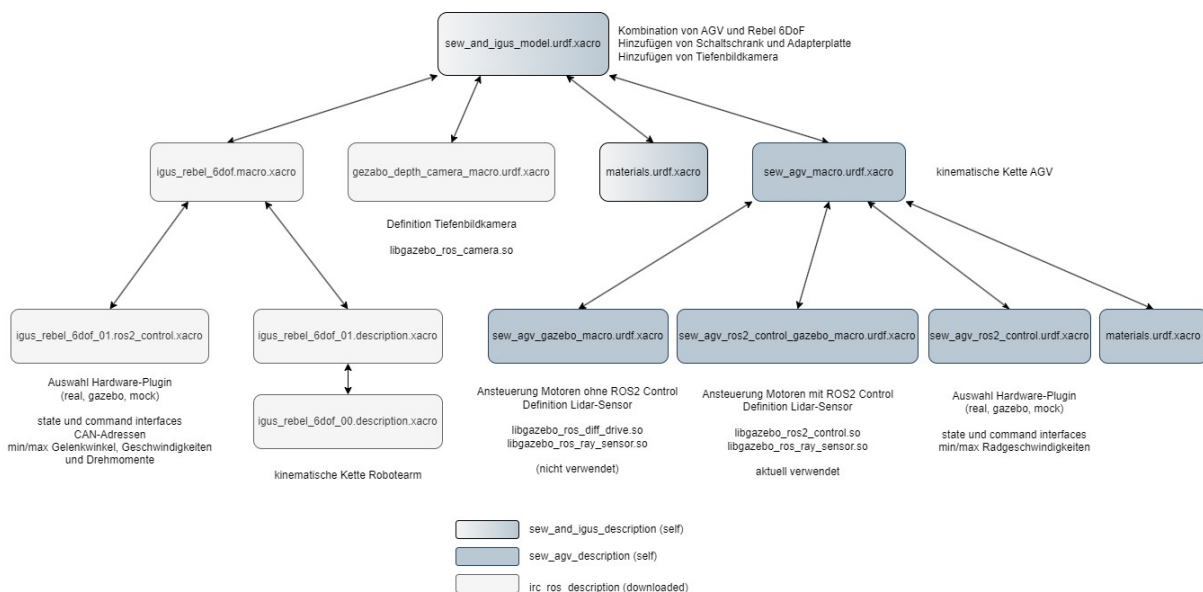 sew_and_igus_model.urdf.xacro
Kombination von AGV und Rebel 6DoF
Hinzufügen von Schaltschrank und Adapterplatte
Hinzufügen von Tiefenbildkamera
igus_rebel_6dof.macro.xacro
gezabo_depth_camera_macro.urdf.xacro
materials.urdf.xacro
sew_agv_macro.urdf.xacro
kinematische Kette AGV
Definition Tiefenbildkamera
libgazebo_ros_camera.so
igus_rebel_6dof_01.ros2_control.xacro
igus_rebel_6dof_01.description.xacro
sew_agv_gazebo_macro.urdf.xacro
sew_agv_ros2_control_gazebo_macro.urdf.xacro
sew_agv_ros2_control.urdf.xacro
materials.urdf.xacro
Auswahl Hardware-Plugin
(real, gazebo, mock)
state und command interfaces
CAN-Adressen
min/max Gelenkwinkel, Geschwindigkeiten
und Drehmomente
igus_rebel_6dof_00.description.xacro
kinematische Kette Robotearm
Ansteuerung Motoren ohne ROS2 Control
Definition Lidar-Sensor
libgazebo_ros_diff_drive.so
libgazebo_ros_ray_sensor.so
(nicht verwendet)
Ansteuerung Motoren mit ROS2 Control
Definition Lidar-Sensor
libgazebo_ros2_control.so
libgazebo_ros_ray_sensor.so
aktuell verwendet
Auswahl Hardware-Plugin
(real, gazebo, mock)
state und command interfaces
min/max Radgeschwindigkeiten
sew_and_igus_description (self)
sew_agv_description (self)
irc_ros_description (downloaded)